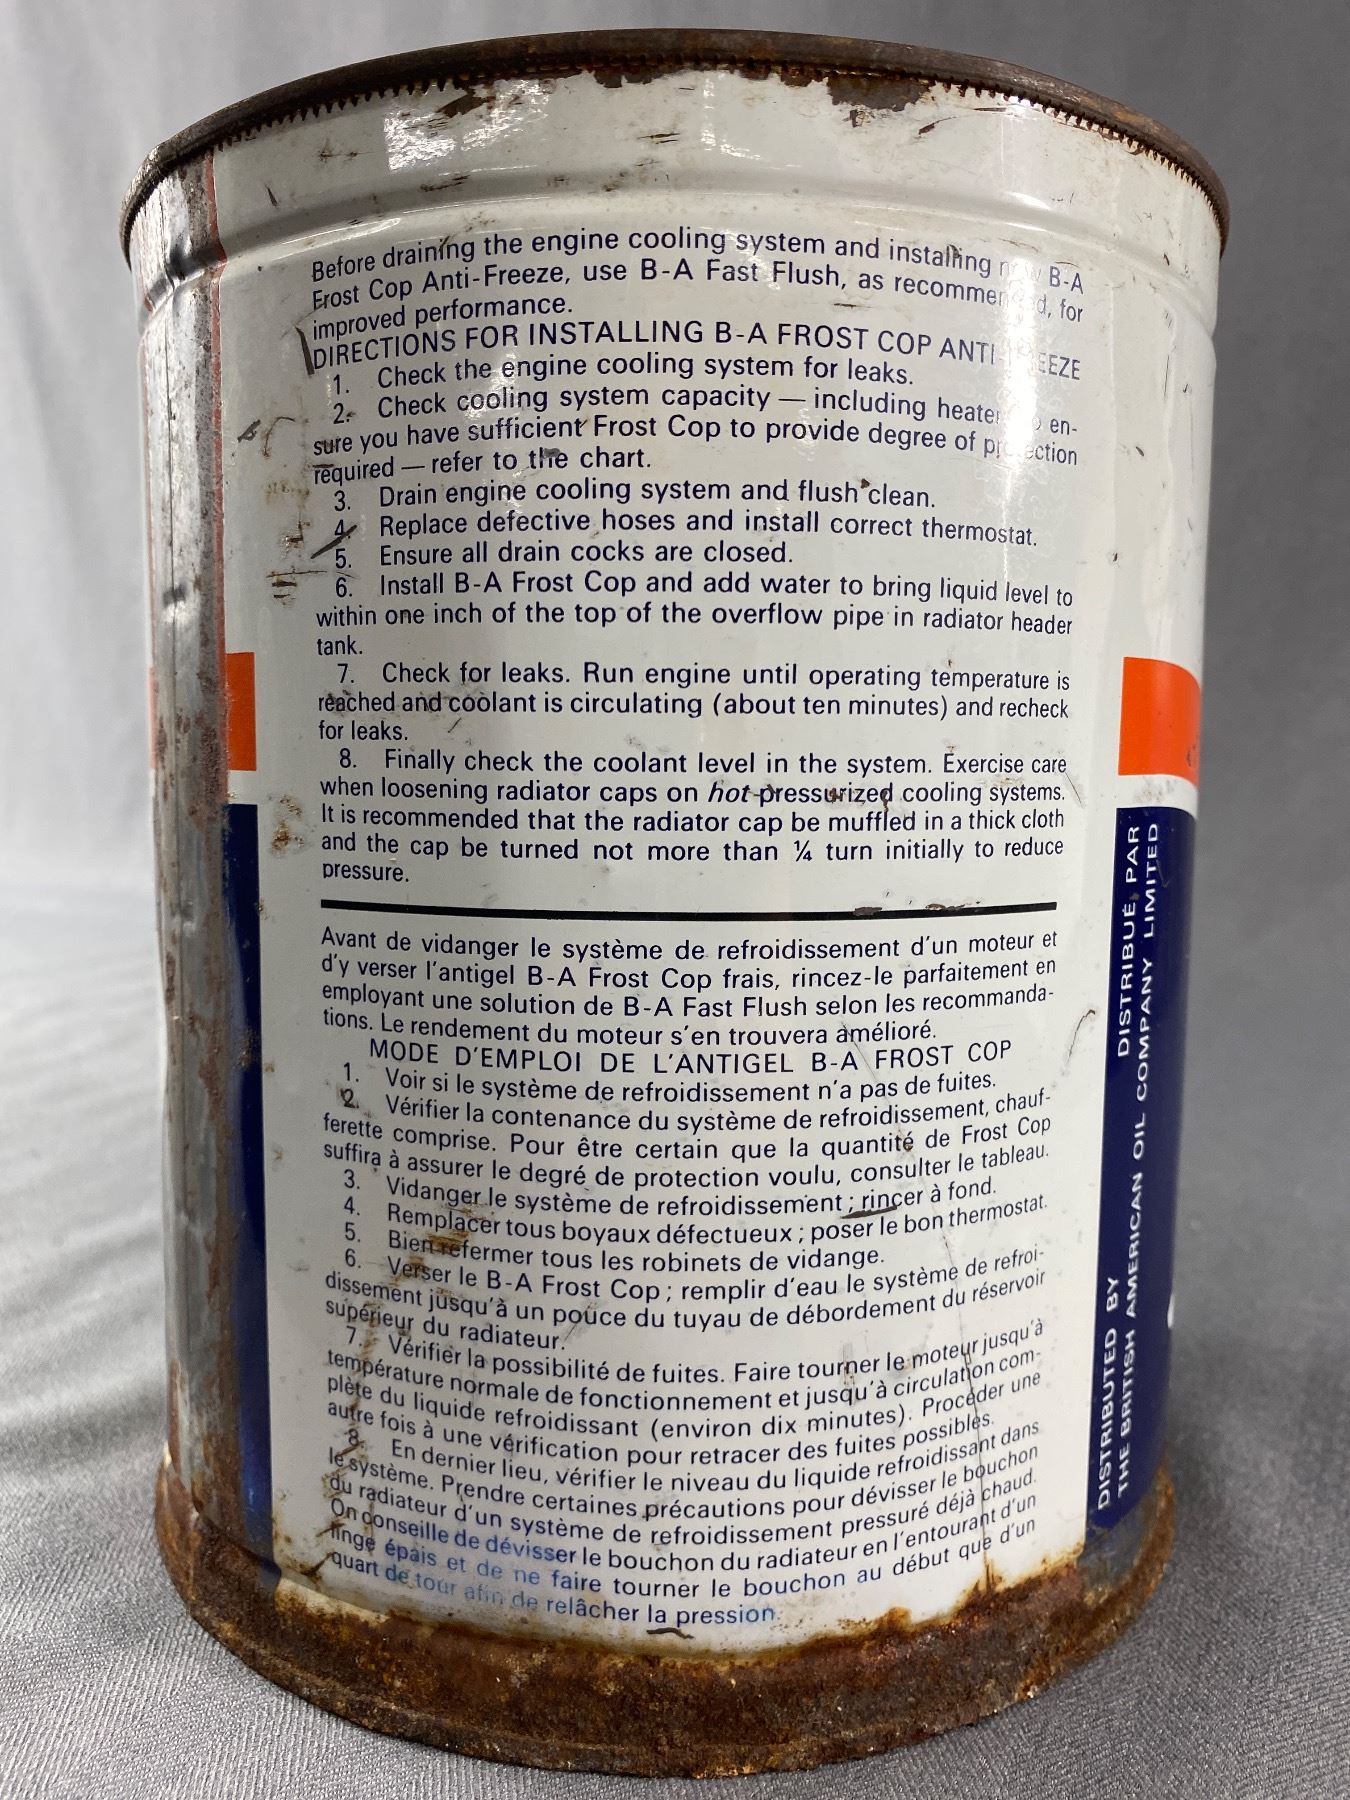 Before draining the engine cooling system and installing B-A
Frost Cop Anti-Freeze, use B-A Fast Flush, as recommended, for
improved performance.
DIRECTIONS FOR INSTALLING B-A FROST COP ANTI-FREEZE
1. Check the engine cooling system for leaks.
2. Check cooling system capacity — including heater to en-
sure you have sufficient Frost Cop to provide degree of protection
required — refer to the chart.
3. Drain engine cooling system and flush clean.
4. Replace defective hoses and install correct thermostat.
5. Ensure all drain cocks are closed.
6. Install B-A Frost Cop and add water to bring liquid level to
within one inch of the top of the overflow pipe in radiator header
tank.
7. Check for leaks. Run engine until operating temperature is
reached and coolant is circulating (about ten minutes) and recheck
for leaks.
8. Finally check the coolant level in the system. Exercise care
when loosening radiator caps on hot pressurized cooling systems.
It is recommended that the radiator cap be muffled in a thick cloth
and the cap be turned not more than ¼ turn initially to reduce
pressure.
Avant de vidanger le système de refroidissement d'un moteur et
d'y verser l'antigel B-A Frost Cop frais, rincez-le parfaitement en
employant une solution de B-A Fast Flush selon les recommanda-
tions. Le rendement du moteur s'en trouvera amélioré.
MODE D'EMPLOI DE L'ANTIGEL B-A FROST COP
1. Voir si le système de refroidissement n'a pas de fuites.
2. Vérifier la contenance du système de refroidissement, chauf-
ferette comprise. Pour être certain que la quantité de Frost Cop
suffira à assurer le degré de protection voulu, consulter le tableau.
3. Vidanger le système de refroidissement ; rincer à fond.
4. Remplacer tous boyaux défectueux ; poser le bon thermostat.
5. Bien refermer tous les robinets de vidange.
6. Verser le B-A Frost Cop ; remplir d'eau le système de refroi-
dissement jusqu'à un pouce du tuyau de débordement du réservoir
supérieur du radiateur.
7. Vérifier la possibilité de fuites. Faire tourner le moteur jusqu'à
température normale de fonctionnement et jusqu'à circulation com-
plète du liquide refroidissant (environ dix minutes). Procéder une
autre fois à une vérification pour retracer des fuites possibles.
8. En dernier lieu, vérifier le niveau du liquide refroidissant dans
le système. Prendre certaines précautions pour dévisser le bouchon
du radiateur d'un système de refroidissement pressuré déjà chaud.
On conseille de dévisser le bouchon du radiateur en l'entourant d'un
linge épais et de ne faire tourner le bouchon au début que d'un
quart de tour afin de relâcher la pression.
DISTRIBUTED BY DISTRIBUÉ PAR
THE BRITISH AMERICAN OIL COMPANY LIMITED